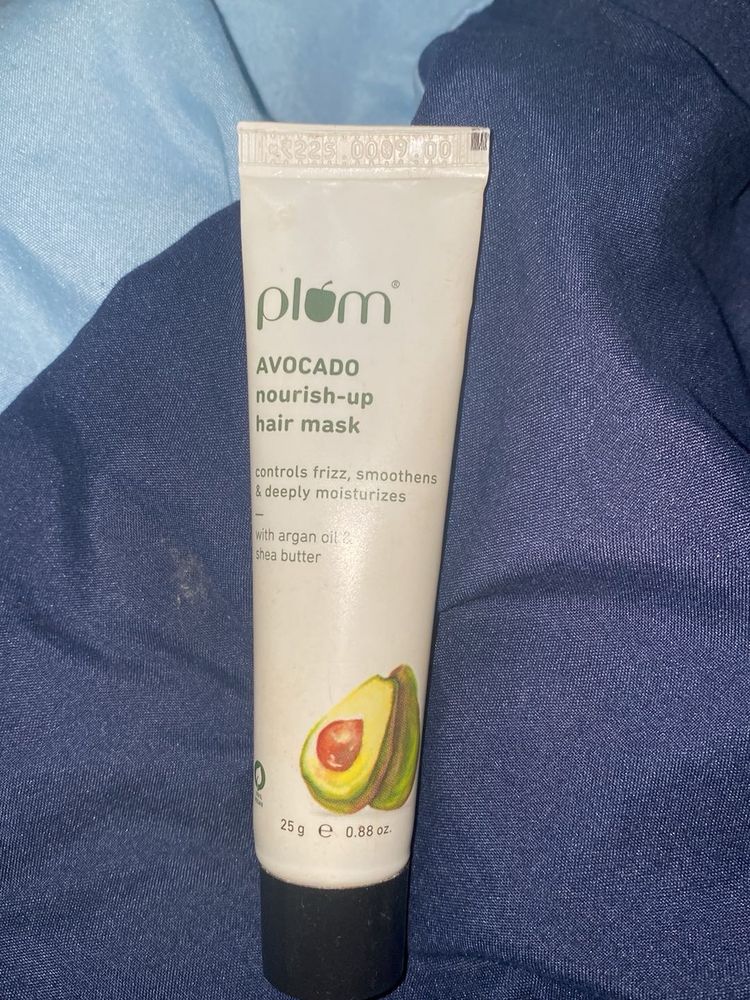 plum®
AVOCADO
nourish-up
hair mask
controls frizz, smoothens
& deeply moisturizes
with argan oil &
shea butter
25 g e 0.88 oz.